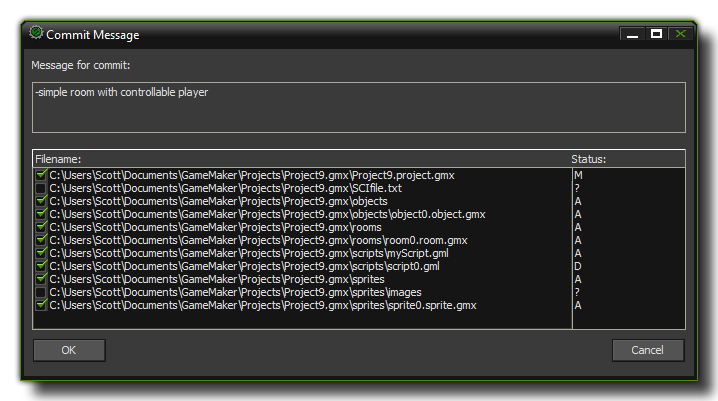 Commit Message
Message for commit:
-simple room with controllable player
Filename: Status:
C:\Users\Scott\Documents\GameMaker\Projects\Project9.gmx\Project9.project.gmx M
C:\Users\Scott\Documents\GameMaker\Projects\Project9.gmx\SCIfile.txt ?
C:\Users\Scott\Documents\GameMaker\Projects\Project9.gmx\objects A
C:\Users\Scott\Documents\GameMaker\Projects\Project9.gmx\objects\object0.object.gmx A
C:\Users\Scott\Documents\GameMaker\Projects\Project9.gmx\rooms A
C:\Users\Scott\Documents\GameMaker\Projects\Project9.gmx\rooms\room0.room.gmx A
C:\Users\Scott\Documents\GameMaker\Projects\Project9.gmx\scripts\myScript.gml A
C:\Users\Scott\Documents\GameMaker\Projects\Project9.gmx\scripts\script0.gml D
C:\Users\Scott\Documents\GameMaker\Projects\Project9.gmx\sprites A
C:\Users\Scott\Documents\GameMaker\Projects\Project9.gmx\sprites\images ?
C:\Users\Scott\Documents\GameMaker\Projects\Project9.gmx\sprites\sprite0.sprite.gmx A
OK Cancel